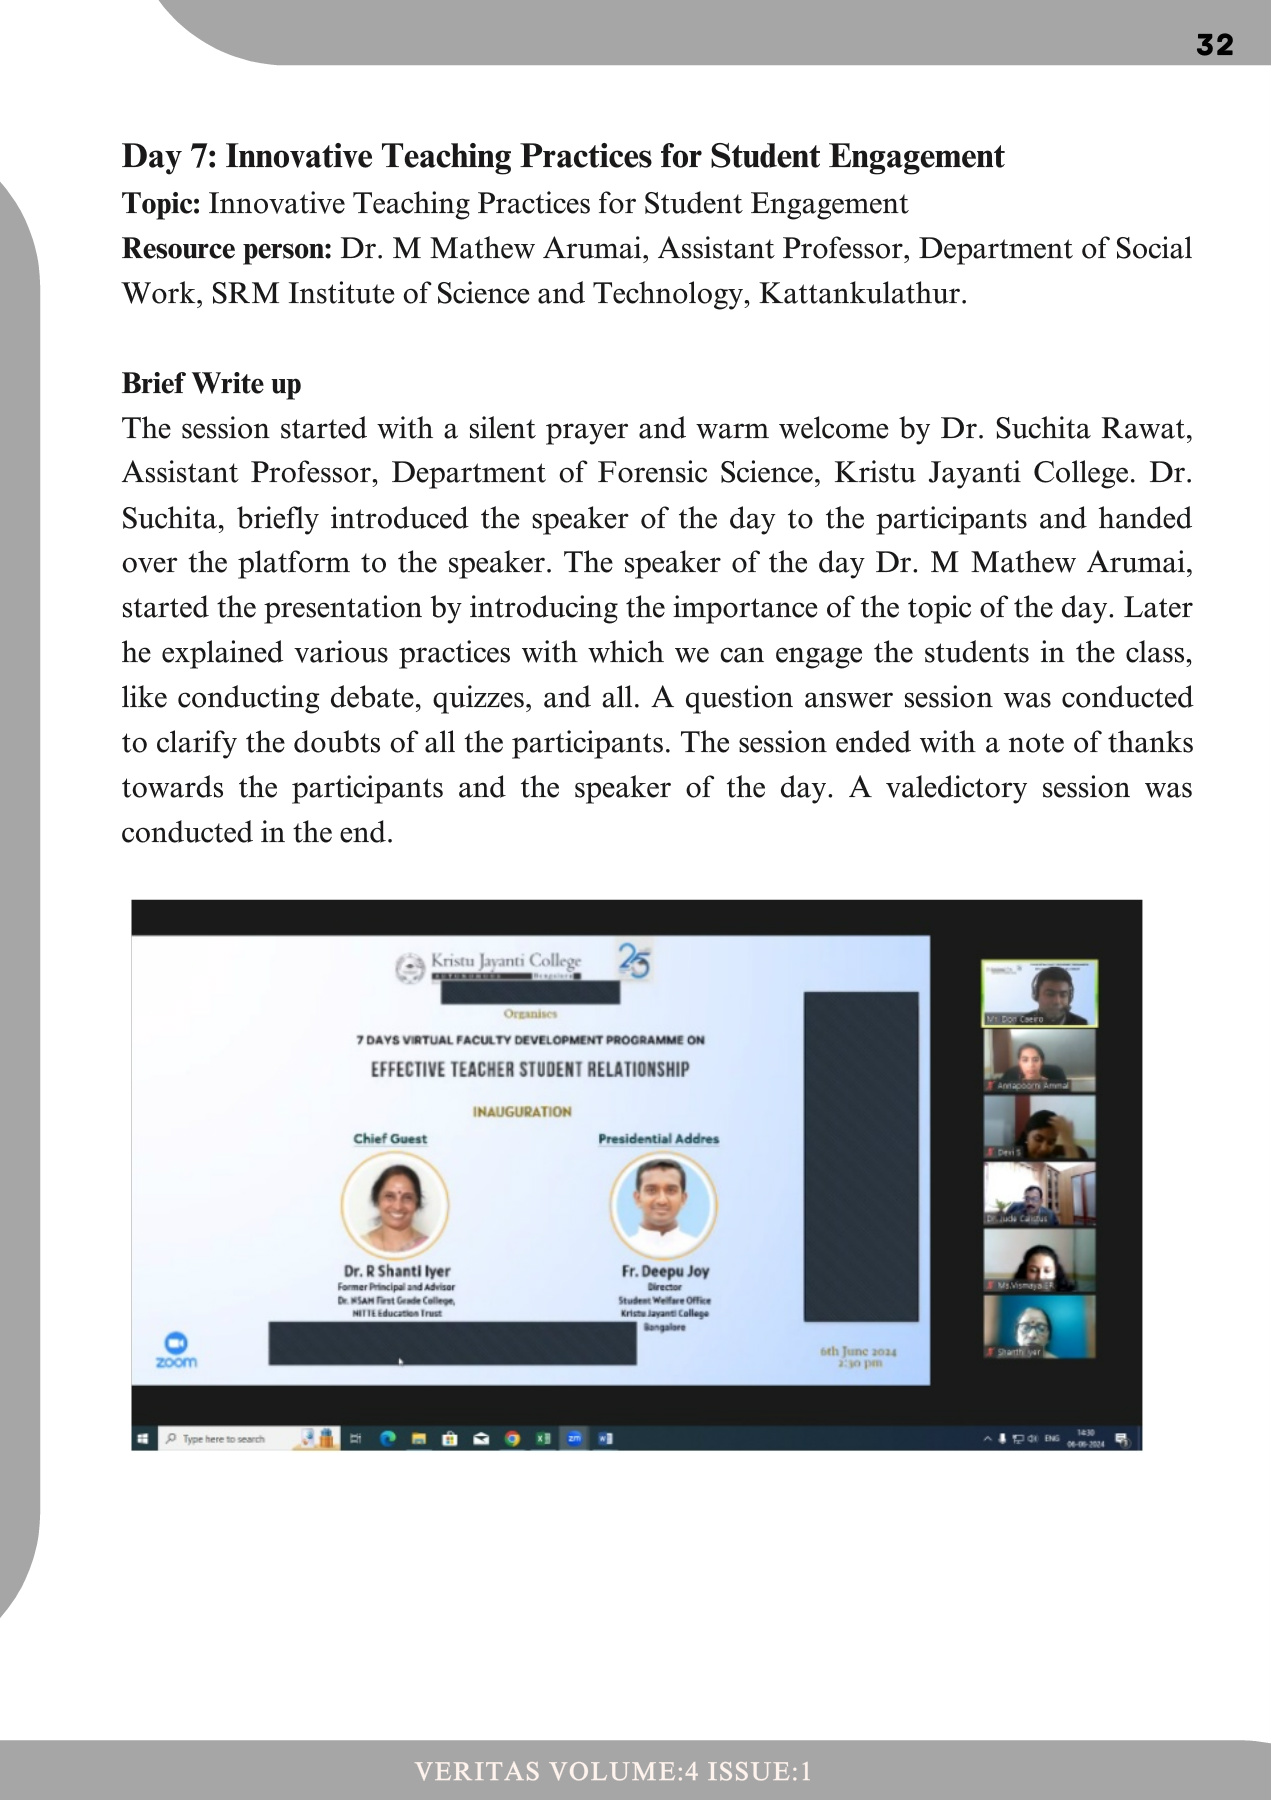 32
Day 7: Innovative Teaching Practices for Student Engagement
Topic: Innovative Teaching Practices for Student Engagement
Resource person: Dr. M Mathew Arumai, Assistant Professor, Department of Social
Work, SRM Institute of Science and Technology, Kattankulathur.
Brief Write up
The session started with a silent prayer and warm welcome by Dr. Suchita Rawat,
Assistant Professor, Department of Forensic Science, Kristu Jayanti College. Dr.
Suchita, briefly introduced the speaker of the day to the participants and handed
over the platform to the speaker. The speaker of the day Dr. M Mathew Arumai,
started the presentation by introducing the importance of the topic of the day. Later
he explained various practices with which we can engage the students in the class,
like conducting debate, quizzes, and all. A question answer session was conducted
to clarify the doubts of all the participants. The session ended with a note of thanks
towards the participants and the speaker of the day. A valedictory session was
conducted in the end.
Kristu Jayanti College
AUTONOMOUS Bengaluru
25
Organises
7 DAYS VIRTUAL FACULTY DEVELOPMENT PROGRAMME ON
EFFECTIVE TEACHER STUDENT RELATIONSHIP
INAUGURATION
Chief Guest
Dr. R Shanti Iyer
Former Principal and Advisor
Dr. NSAM First Grade College,
NITTE Education Trust
Presidential Addres
Fr. Deepu Joy
Director
Student Welfare Office
Kristu Jayanti College
Bangalore
zoom
6th June 2024
2:30 pm
Mr. Don Caeiro
Annapoorni Ammal
Devi S
Dr. Jude Calistus
Ms.Vismaya
Shanthi Iyer
Type here to search
zm
ENG
14:30
06-06-2024
VERITAS VOLUME:4 ISSUE:1